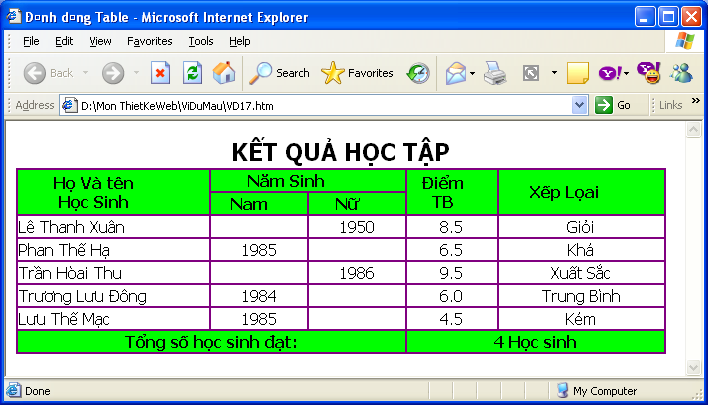 D□nh d□ng Table - Microsoft Internet Explorer
File Edit View Favorites Tools Help
Back Search Favorites Y!
Address D:\Mon ThietKeWeb\ViDuMau\VD17.htm Go Links »
KẾT QUẢ HỌC TẬP
Họ Và tên Học Sinh Năm Sinh Điểm TB Xếp Lọai
Nam Nữ
Lê Thanh Xuân 1950 8.5 Giỏi
Phan Thế Hạ 1985 6.5 Khá
Trần Hòai Thu 1986 9.5 Xuất Sắc
Trương Lưu Đông 1984 6.0 Trung Bình
Lưu Thế Mạc 1985 4.5 Kém
Tổng số học sinh đạt: 4 Học sinh
Done My Computer